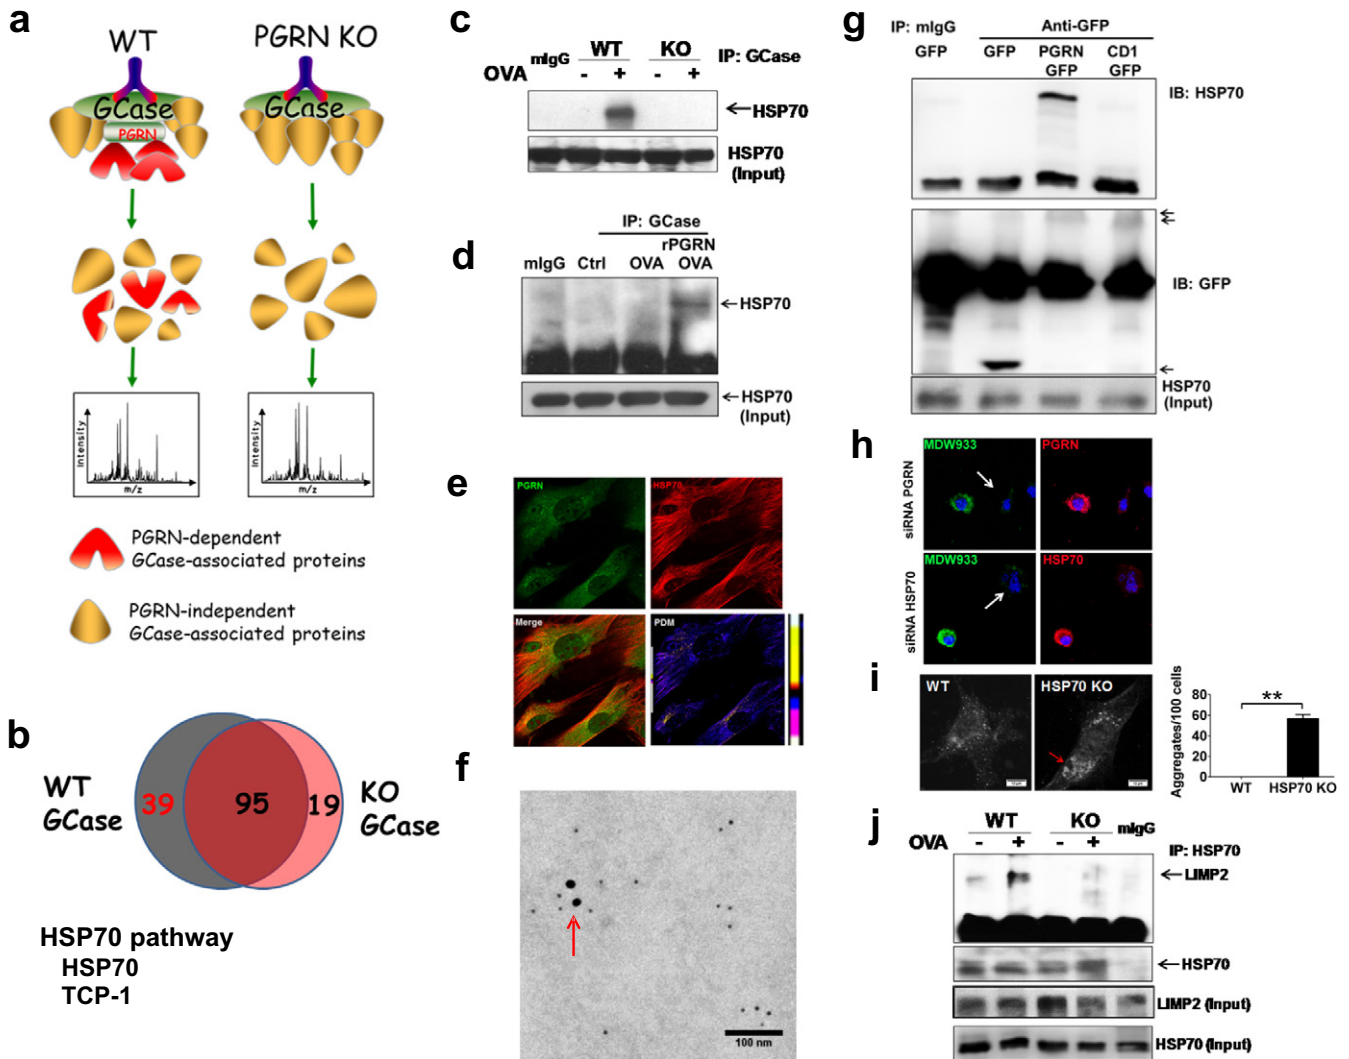 a
WT
PGRN KO
GCase
PGRN
GCase
Intensity
m/z
Intensity
m/z
PGRN-dependent
GCase-associated proteins
PGRN-independent
GCase-associated proteins
b
WT
GCase
39
95
19
KO
GCase
HSP70 pathway
HSP70
TCP-1
c
mIgG
WT
KO
IP: GCase
OVA
-
+
-
+
HSP70
HSP70
(Input)
d
IP: GCase
rPGRN
mIgG
Ctrl
OVA
OVA
HSP70
HSP70
(Input)
e
PGRN
HSP70
Merge
PDM
f
100 nm
g
IP: mIgG
Anti-GFP
GFP
GFP
PGRN
GFP
CD1
GFP
IB: HSP70
IB: GFP
HSP70
(Input)
h
siRNA PGRN
MDW933
PGRN
siRNA HSP70
MDW933
HSP70
i
WT
HSP70 KO
Aggregates/100 cells
80
60
40
20
0
**
WT
HSP70 KO
j
WT
KO
mIgG
OVA
-
+
-
+
IP: HSP70
LIMP2
HSP70
LIMP2 (Input)
HSP70 (Input)